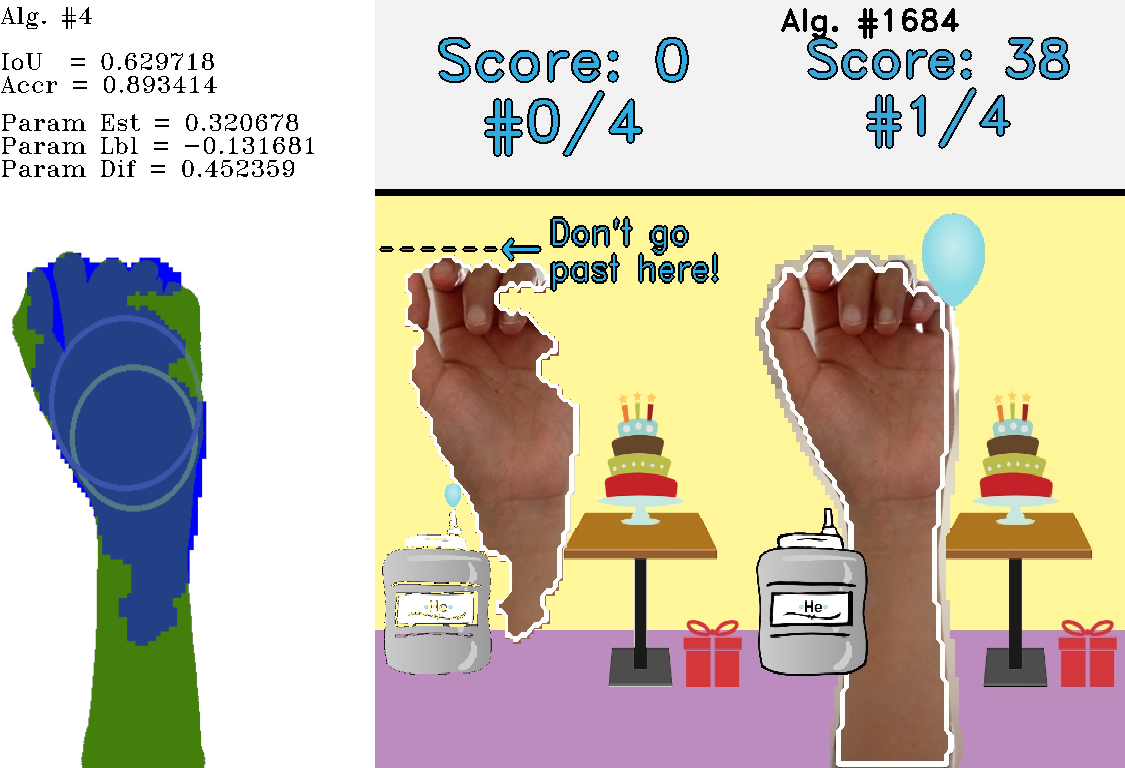 Alg. #4
IoU = 0.629718
Accr = 0.893414
Param Est = 0.320678
Param Lbl = −0.131681
Param Dif = 0.452359
Score: 0
#0/4
Don't go
past here!
He
Alg. #1684
Score: 38
#1/4
He